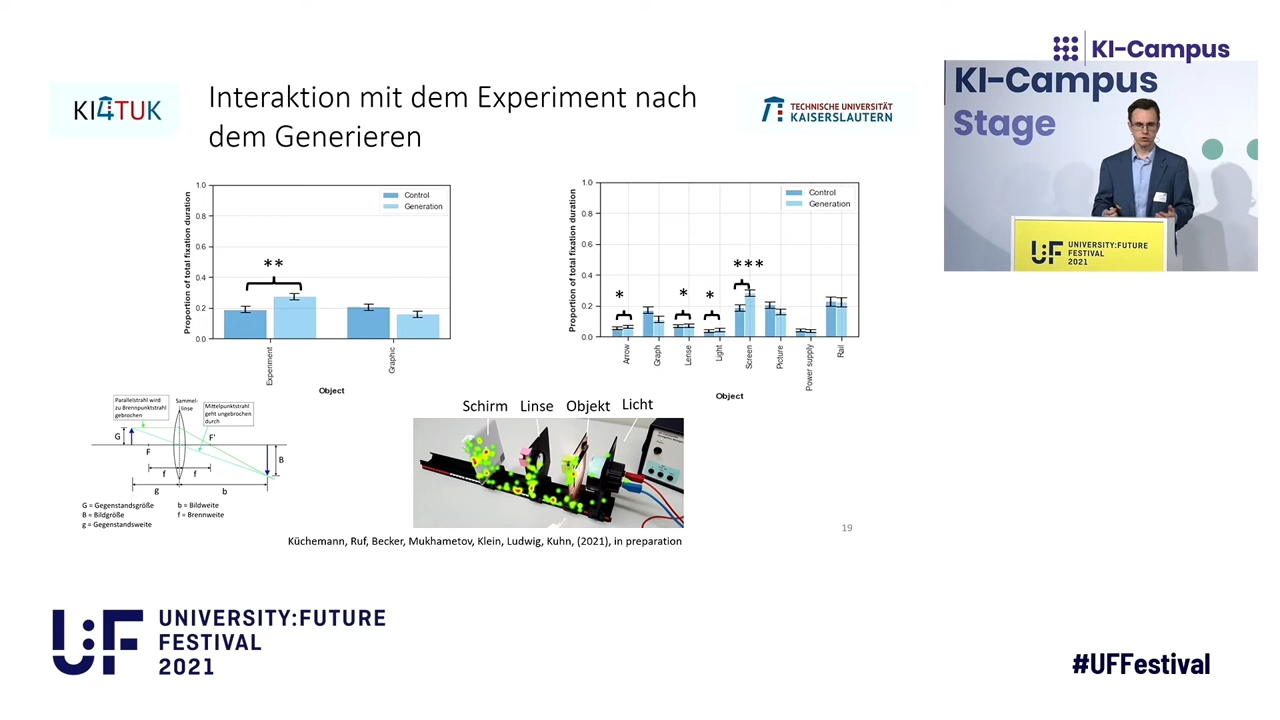 KI-Campus
KI-Campus
Stage
KI4TUK
Interaktion mit dem Experiment nach
dem Generieren
TECHNISCHE UNIVERSITÄT
KAISERSLAUTERN
UNIVERSITY:FUTURE
FESTIVAL
2021
Proportion of total fixation duration
1.0
0.8
0.6
0.4
0.2
0.0
Control
Generation
**
Experiment
Graphic
Object
Proportion of total fixation duration
1.0
0.8
0.6
0.4
0.2
0.0
Control
Generation
*
*
*
***
Arrow
Graph
Lense
Light
Screen
Picture
Power supply
Rail
Object
Parallelstrahl wird
zu Brennpunktstrahl
gebrochen
Sammel-
linse
Mittelpunktstrahl
geht ungebrochen
durch
G
F
F'
B
f
f
g
b
G = Gegenstandsgröße
B = Bildgröße
g = Gegenstandsweite
b = Bildweite
f = Brennweite
Schirm Linse Objekt Licht
19
Küchemann, Ruf, Becker, Mukhametov, Klein, Ludwig, Kuhn, (2021), in preparation
U:F
UNIVERSITY:FUTURE
FESTIVAL
2021
#UFFestival